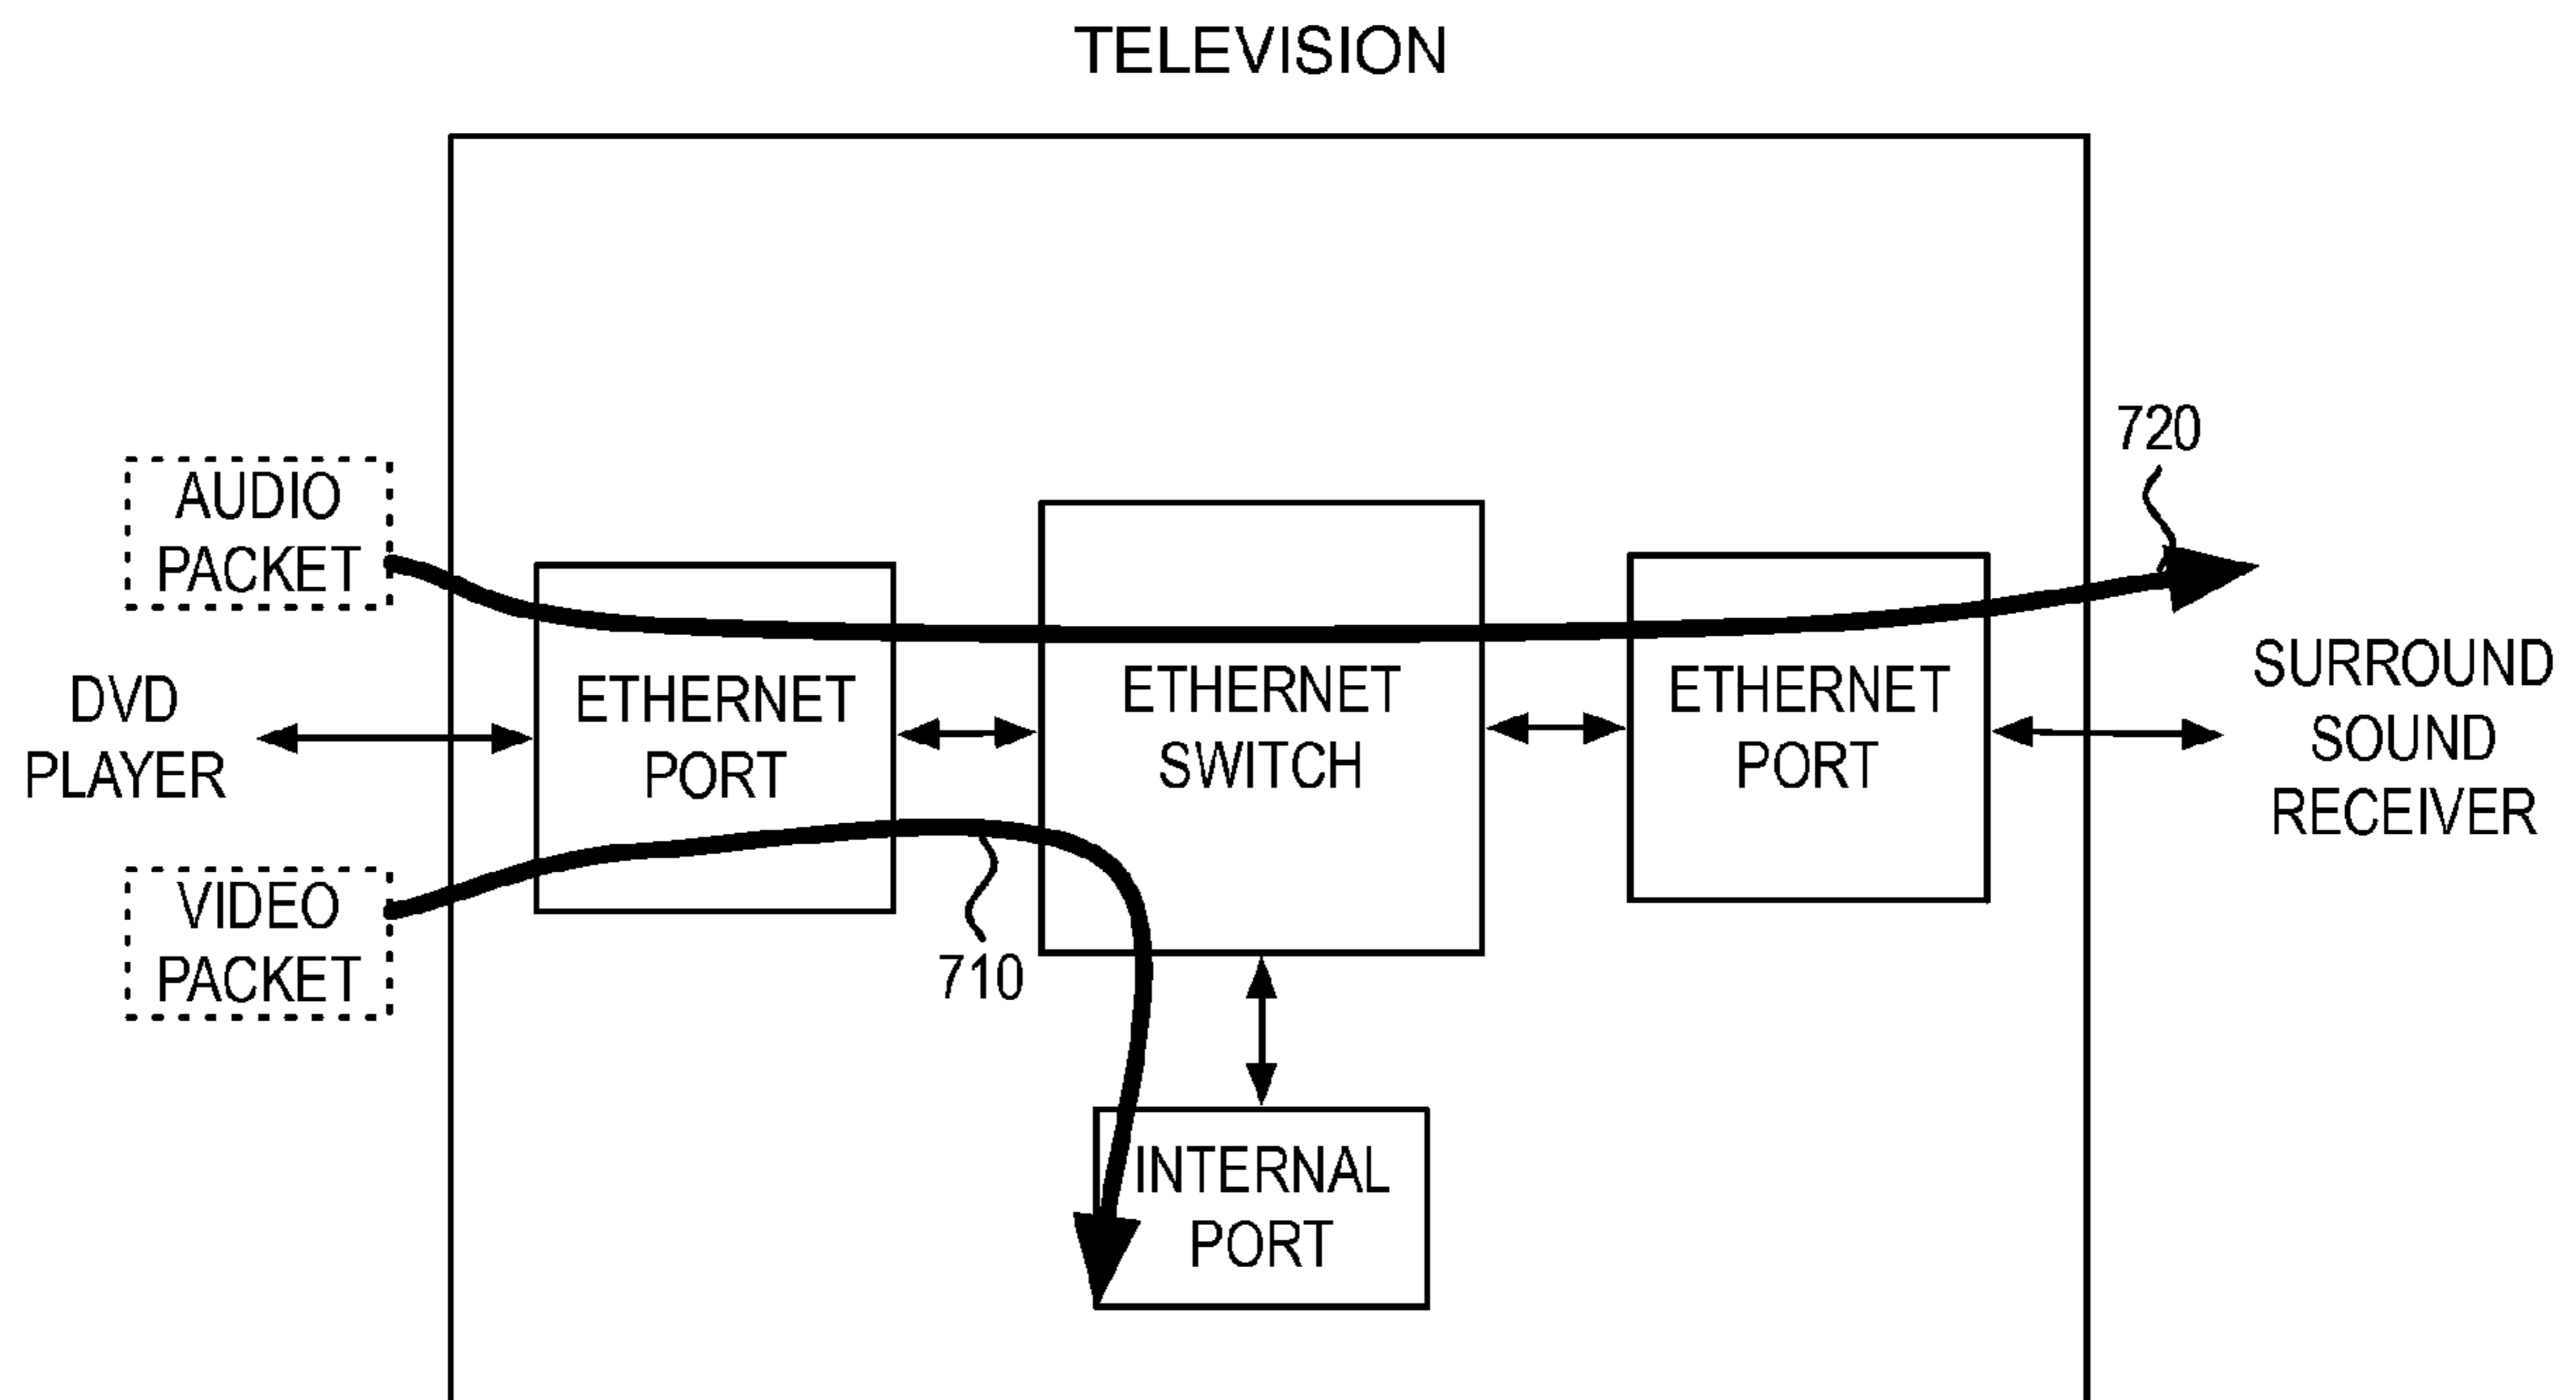 TELEVISION
720
AUDIO
PACKET
DVD
PLAYER
ETHERNET
PORT
ETHERNET
SWITCH
ETHERNET
PORT
SURROUND
SOUND
RECEIVER
VIDEO
PACKET
710
INTERNAL
PORT